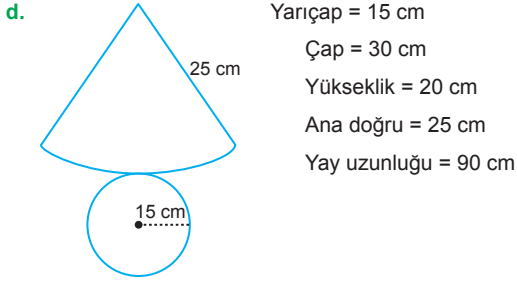 d.
25 cm
15 cm
Yarıçap = 15 cm
Çap = 30 cm
Yükseklik = 20 cm
Ana doğru = 25 cm
Yay uzunluğu = 90 cm